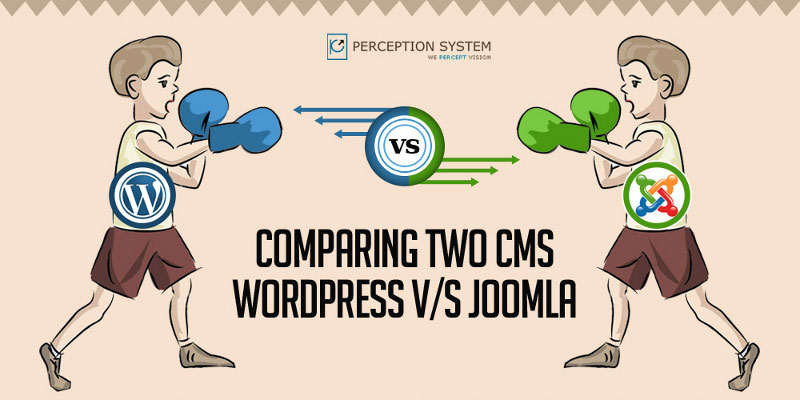 PERCEPTION SYSTEM
WE PERCEPT VISION
VS
COMPARING TWO CMS
WORDPRESS V/S JOOMLA